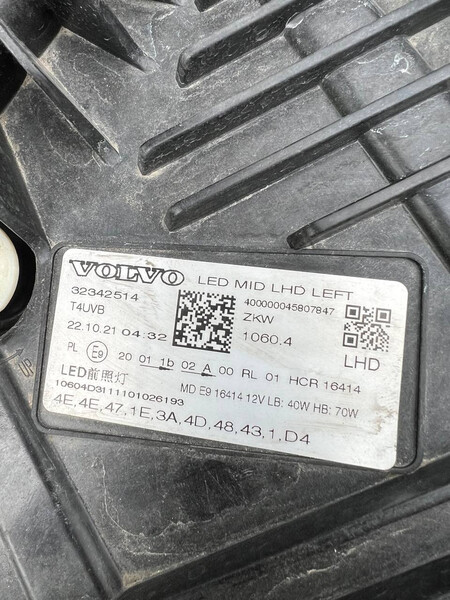 VOLVO LED MID LHD LEFT
32342514 400000045807847
T4UVB ZKW
22.10.21 04:32 1060.4 LHD
PL E9 20 01 1b 02 A 00 RL 01 HCR 16414
LED前照灯 MD E9 16414 12V LB: 40W HB: 70W
10604D3111101026193
4E,4E,47,1E,3A,4D,48,43,1,D4
UP